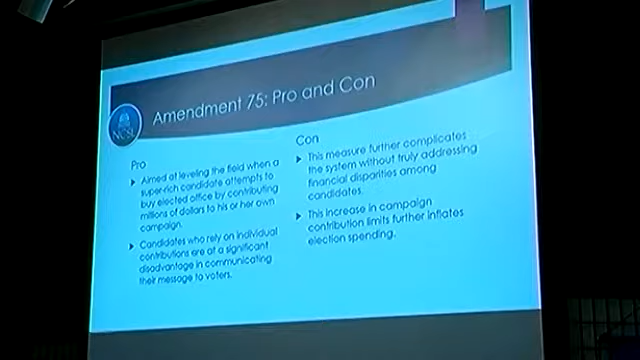 Amendment 75: Pro and Con
NCSL
Pro
Aimed at leveling the field when a
super-rich candidate attempts to
buy elected office by contributing
millions of dollars to his or her own
campaign.
Candidates who rely on individual
contributions are at a significant
disadvantage in communicating
their message to voters.
Con
This measure further complicates
the system without truly addressing
financial disparities among
candidates.
This increase in campaign
contribution limits further inflates
election spending.